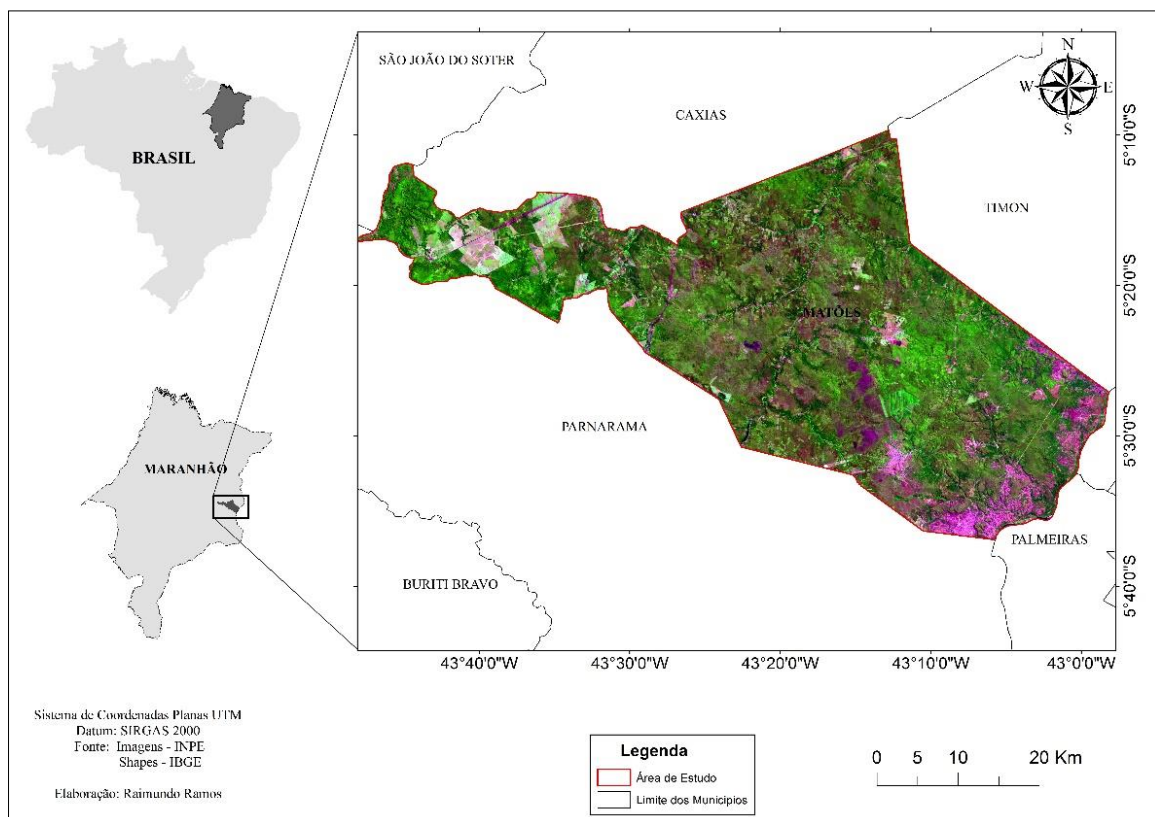 SÃO JOÃO DO SOTER
CAXIAS
N
W E
S
BRASIL
5°10'0"S
TIMON
5°20'0"S
MATÕES
PARNARAMA
5°30'0"S
MARANHÃO
PALMEIRAS
BURITI BRAVO
5°40'0"S
43°40'0"W 43°30'0"W 43°20'0"W 43°10'0"W 43°0'0"W
Sistema de Coordenadas Planas UTM
Datum: SIRGAS 2000
Fonte: Imagens - INPE
Shapes - IBGE
Elaboração: Raimundo Ramos
Legenda
Área de Estudo
Limite dos Municipios
0 5 10 20 Km